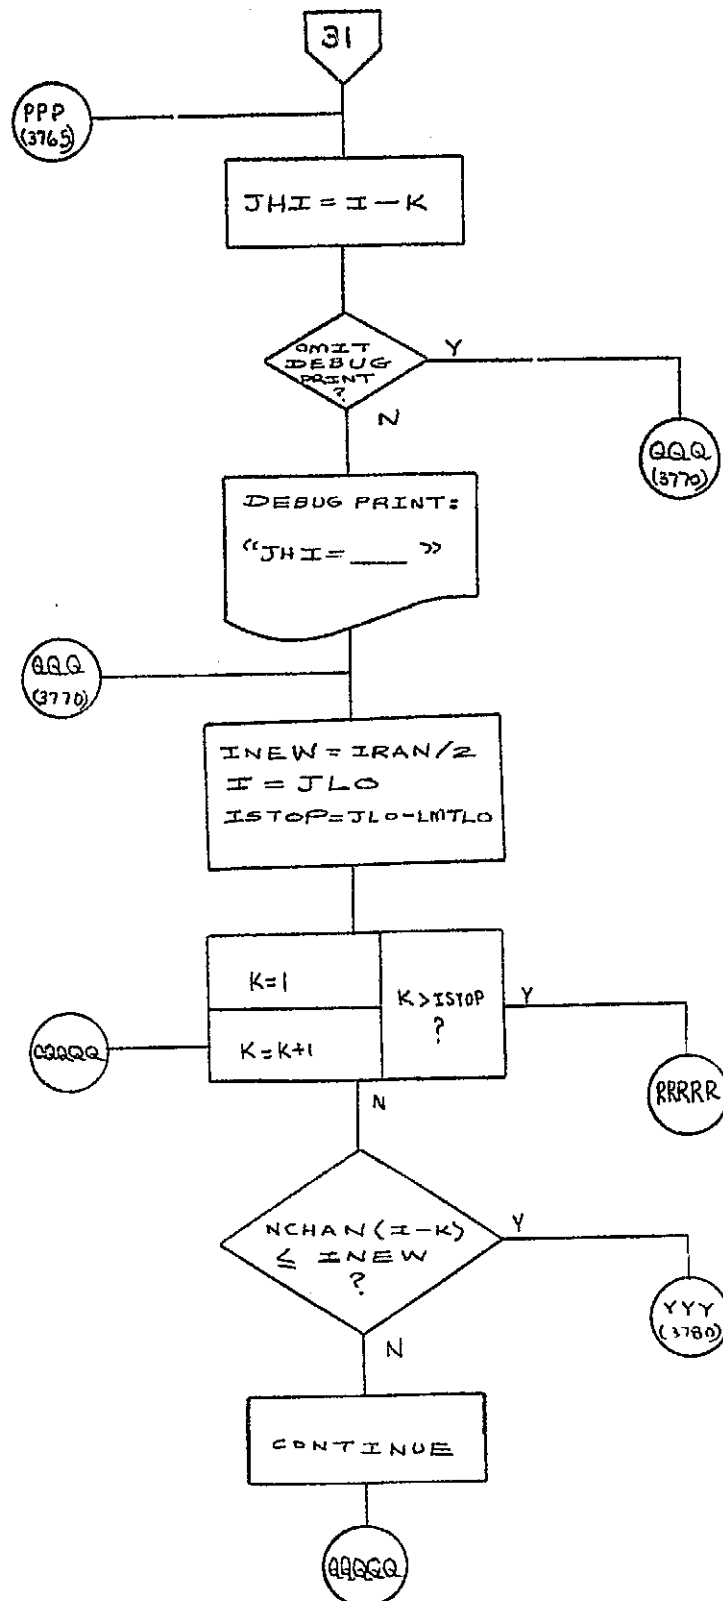 31
PPP
(3765)
JHI = I - K
OMIT
DEBUG
PRINT
?
Y
N
QQQ
(3770)
DEBUG PRINT:
"JHI = ___ "
QQQ
(3770)
INEW = IRAN/2
I = JLO
ISTOP = JLO-LMTLO
K=1
K > ISTOP
?
Y
K=K+1
QQQQQ
RRRRR
N
NCHAN (I-K)
≤ INEW
?
Y
YYY
(3780)
N
CONTINUE
QQQQQ